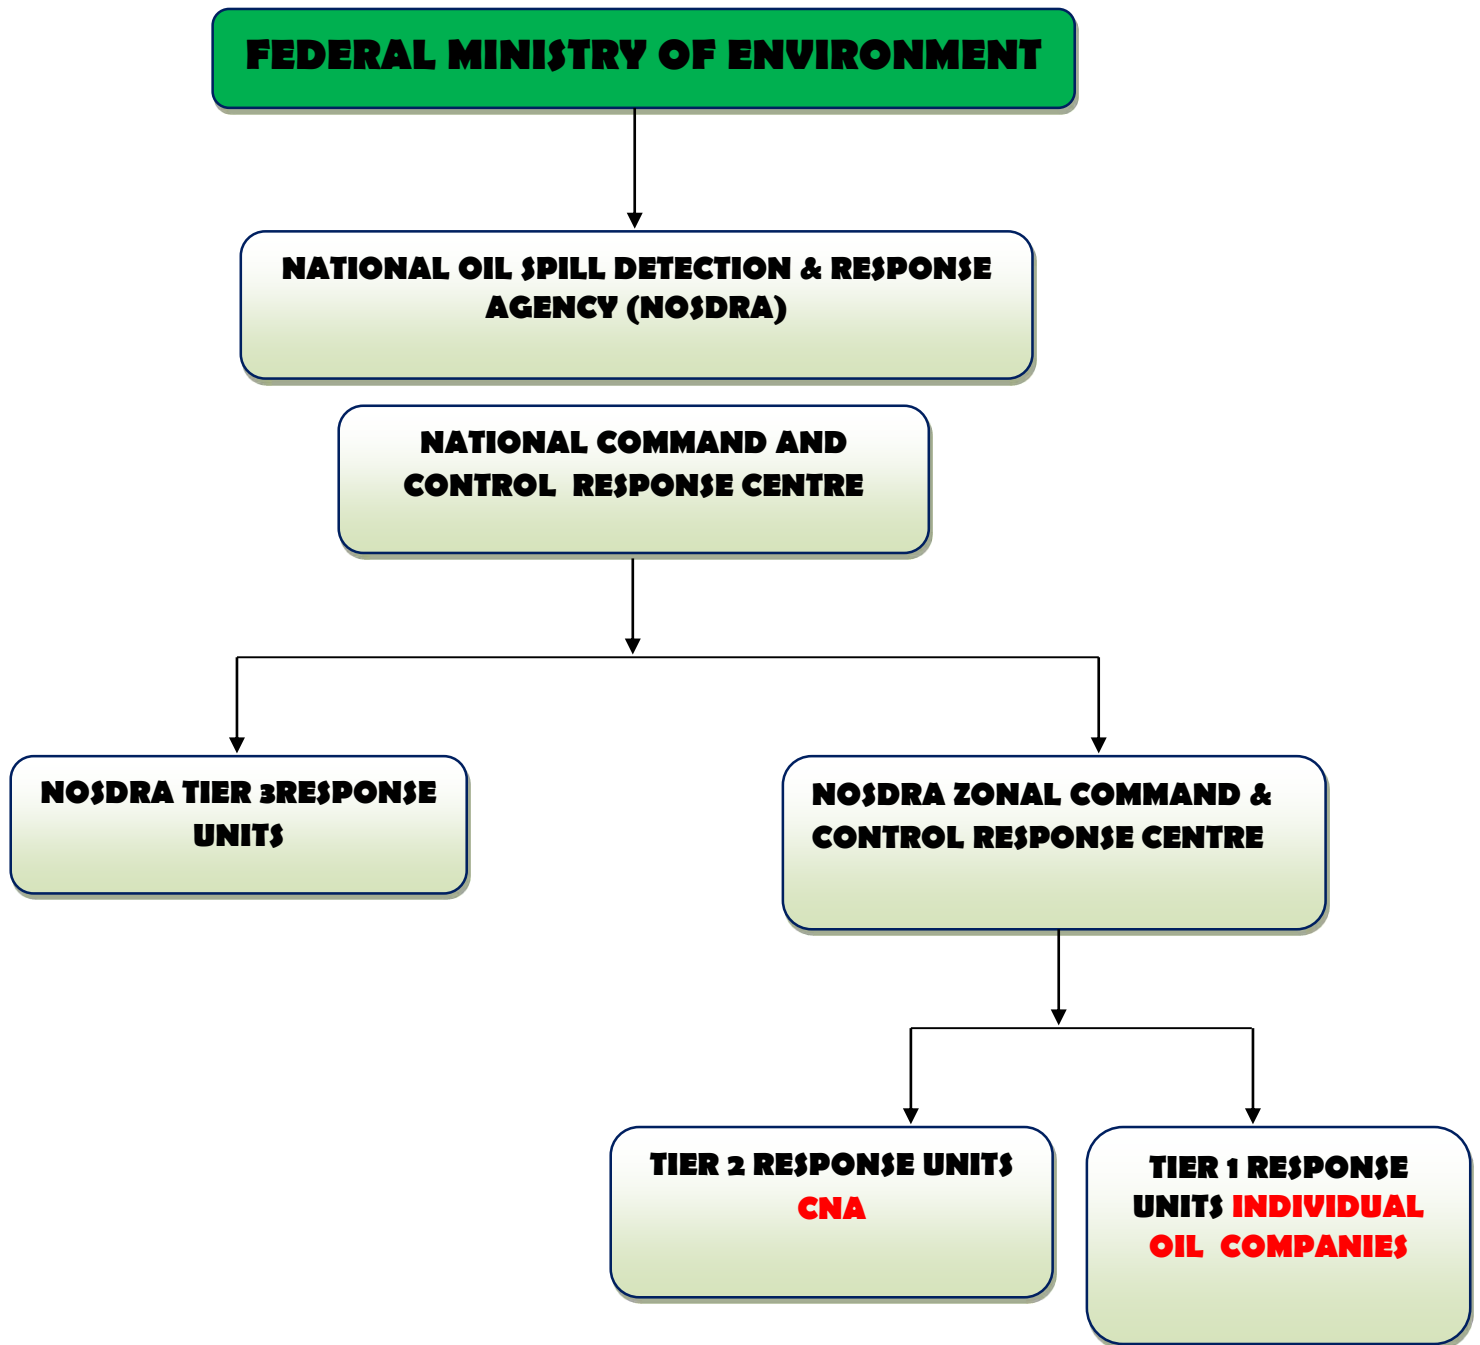 FEDERAL MINISTRY OF ENVIRONMENT
NATIONAL OIL SPILL DETECTION & RESPONSE
AGENCY (NOSDRA)
NATIONAL COMMAND AND
CONTROL RESPONSE CENTRE
NOSDRA TIER 3RESPONSE
UNITS
NOSDRA ZONAL COMMAND &
CONTROL RESPONSE CENTRE
TIER 2 RESPONSE UNITS
CNA
TIER 1 RESPONSE
UNITS INDIVIDUAL
OIL COMPANIES